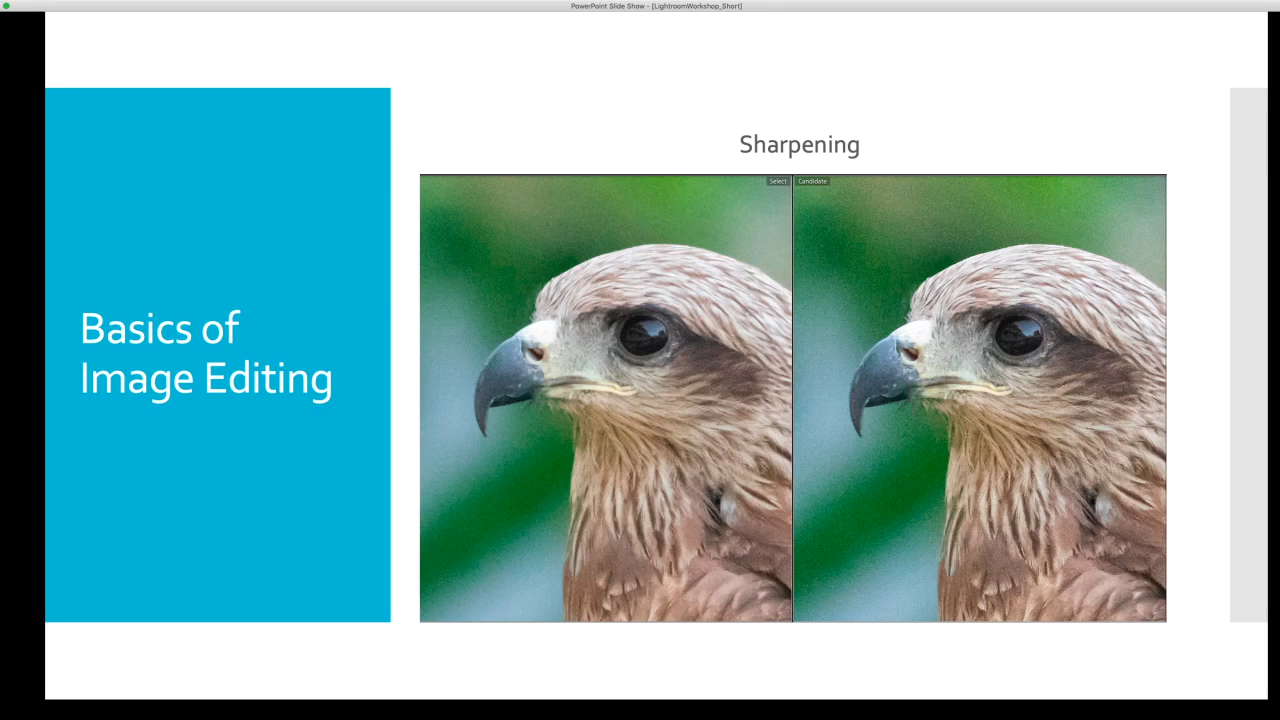 PowerPoint Slide Show - [LightroomWorkshop_Short]
Basics of
Image Editing
Sharpening
Select
Candidate